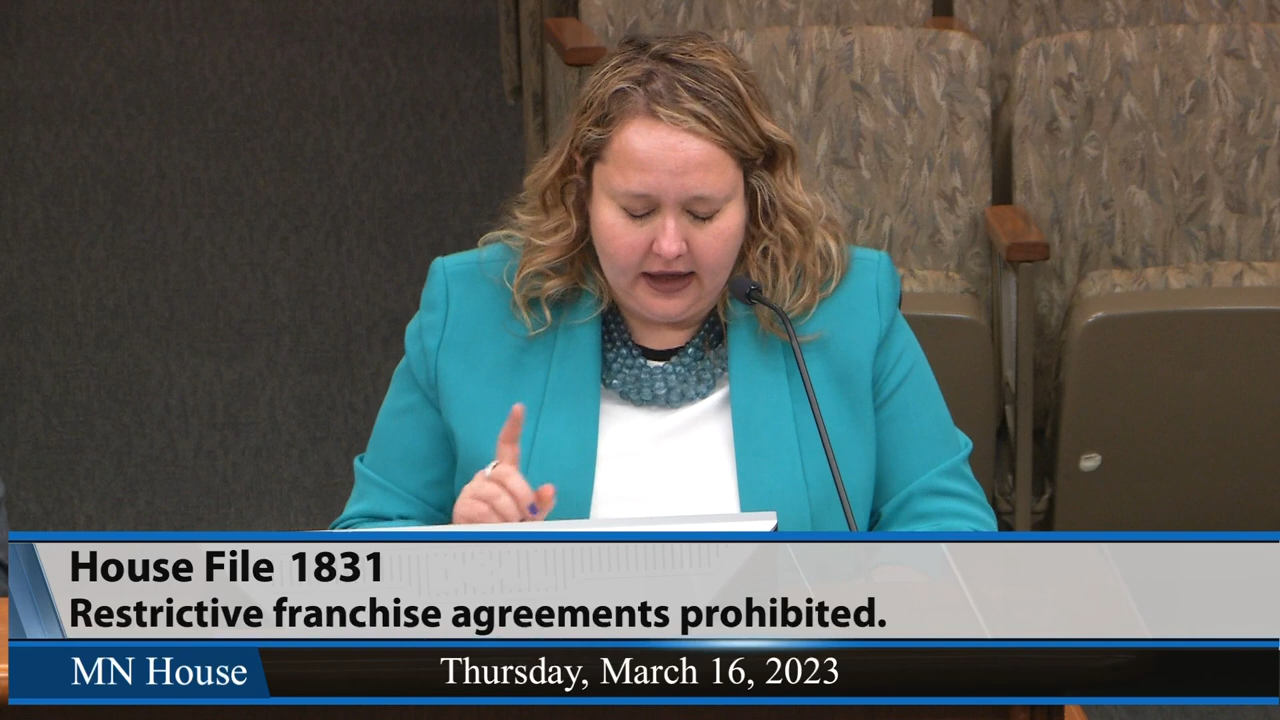 House File 1831
Restrictive franchise agreements prohibited.
MN House
Thursday, March 16, 2023